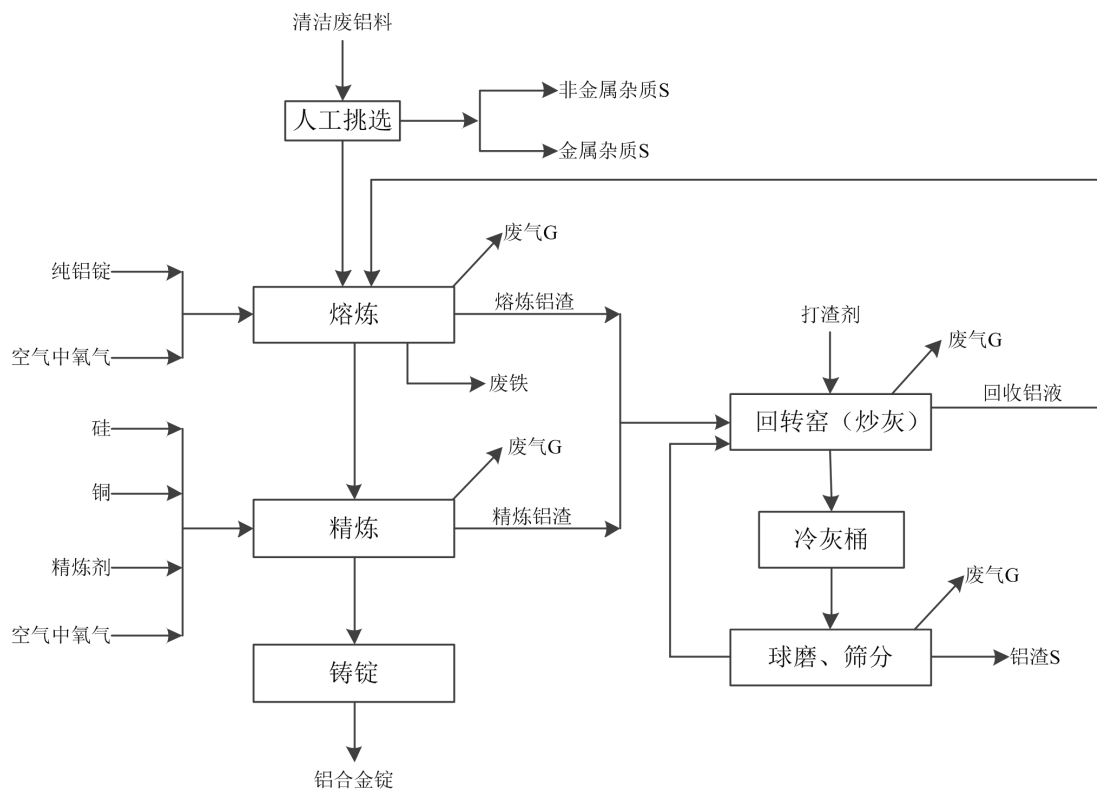 清洁废铝料
非金属杂质S
人工挑选
金属杂质S
废气G
纯铝锭
熔炼铝渣
熔炼
打渣剂
废气G
空气中氧气
废铁
回收铝液
回转窑（炒灰）
硅
废气G
铜
精炼铝渣
精炼
冷灰桶
精炼剂
废气G
空气中氧气
球磨、筛分
铝渣S
铸锭
铝合金锭